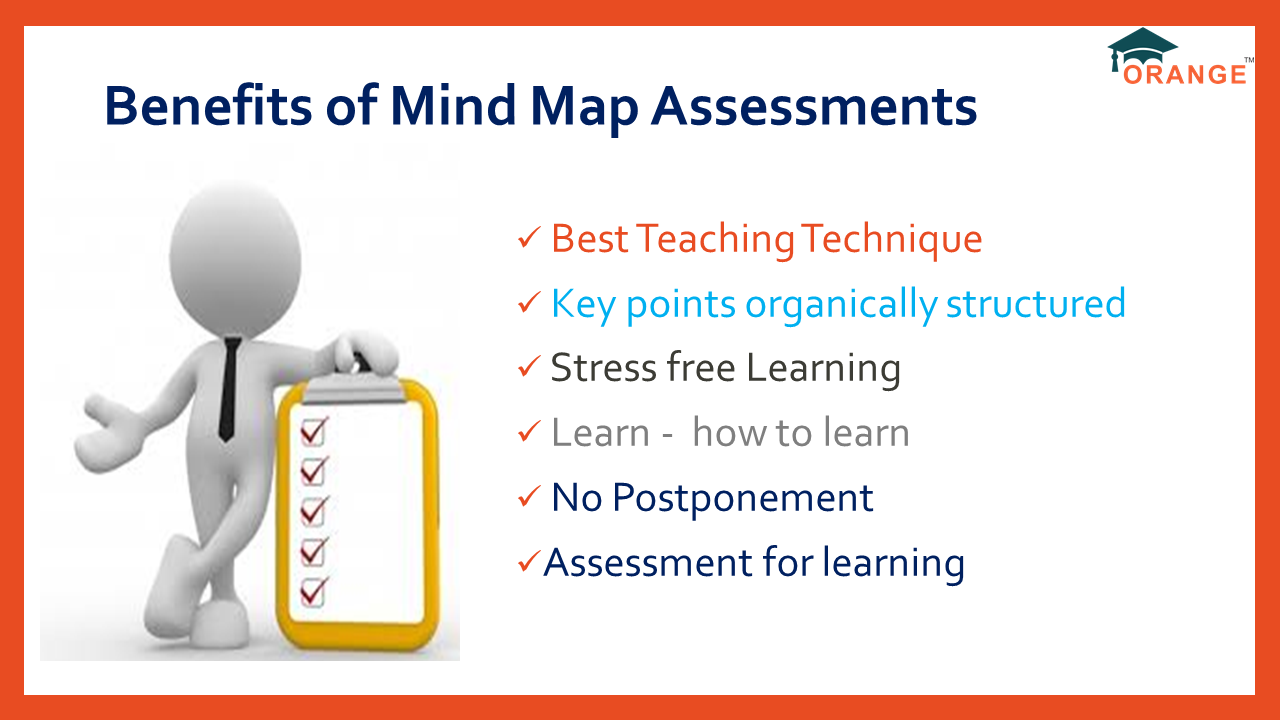 ORANGE™
Benefits of Mind Map Assessments
✓ Best Teaching Technique
✓ Key points organically structured
✓ Stress free Learning
✓ Learn - how to learn
✓ No Postponement
✓Assessment for learning